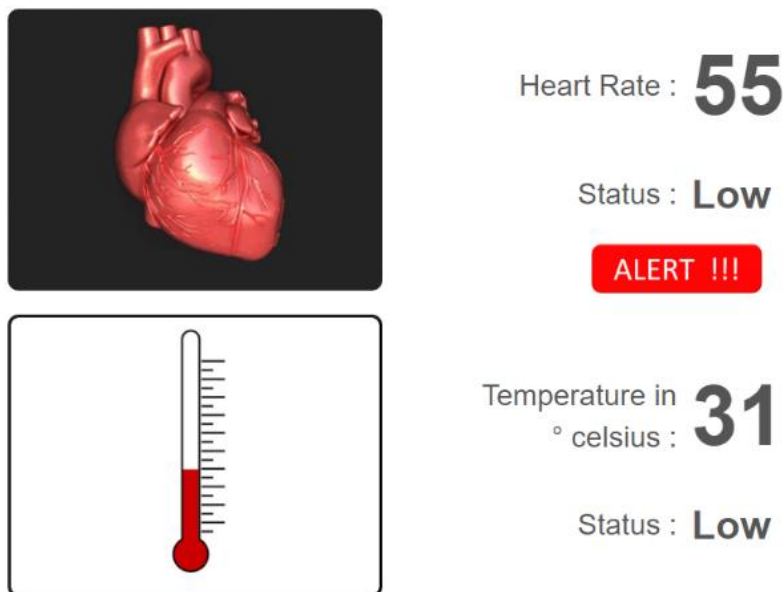 Heart Rate : 55
Status : Low
ALERT !!!
Temperature in
° celsius : 31
Status : Low